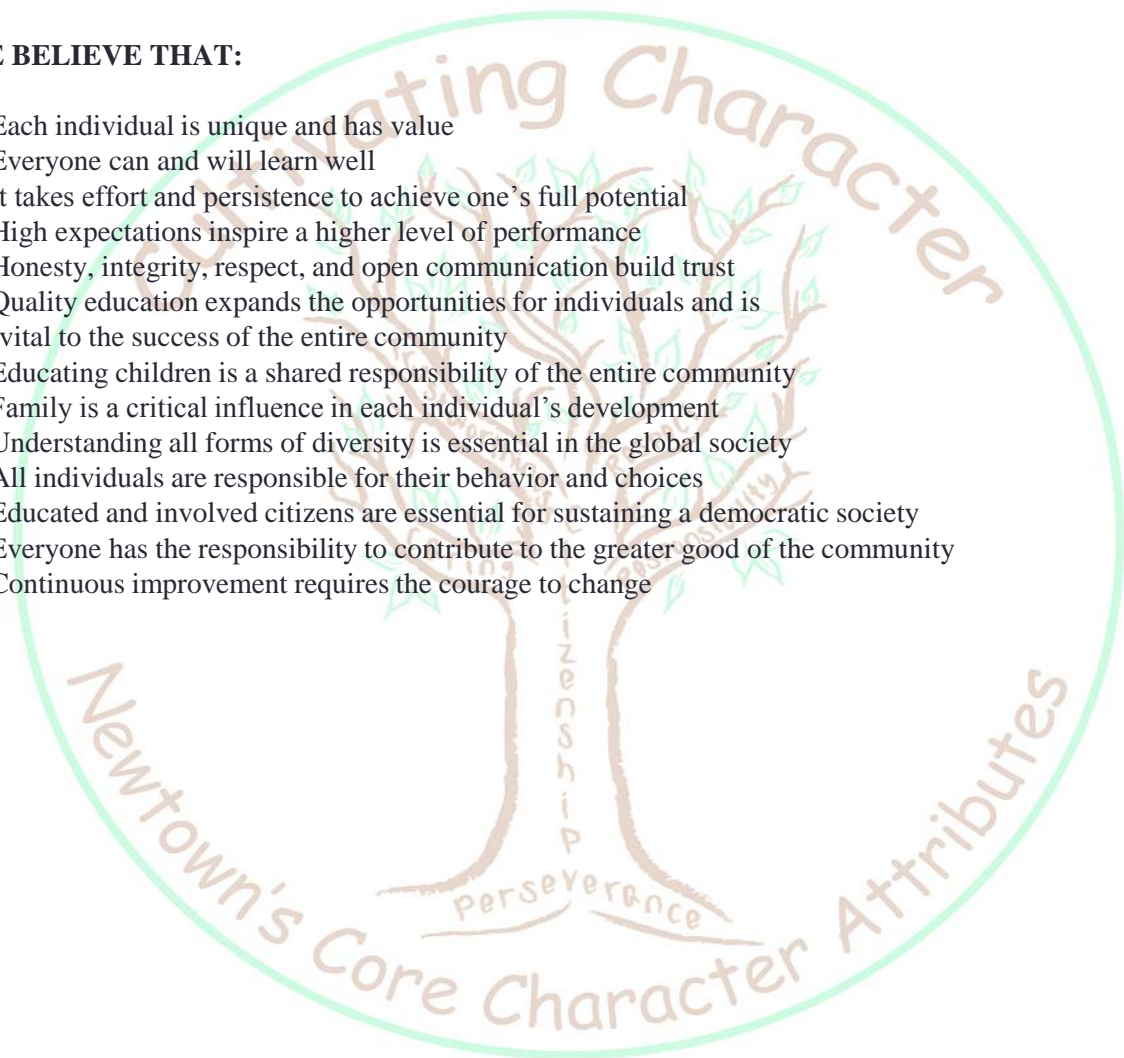 E BELIEVE THAT:
Each individual is unique and has value
Everyone can and will learn well
t takes effort and persistence to achieve one’s full potential
High expectations inspire a higher level of performance
Honesty, integrity, respect, and open communication build trust
Quality education expands the opportunities for individuals and is
vital to the success of the entire community
Educating children is a shared responsibility of the entire community
Family is a critical influence in each individual’s development
Understanding all forms of diversity is essential in the global society
All individuals are responsible for their behavior and choices
Educated and involved citizens are essential for sustaining a democratic society
Everyone has the responsibility to contribute to the greater good of the community
Continuous improvement requires the courage to change
Cultivating Character
Caring
Responsibility
Citizenship
Perseverance
Newtown's Core Character Attributes